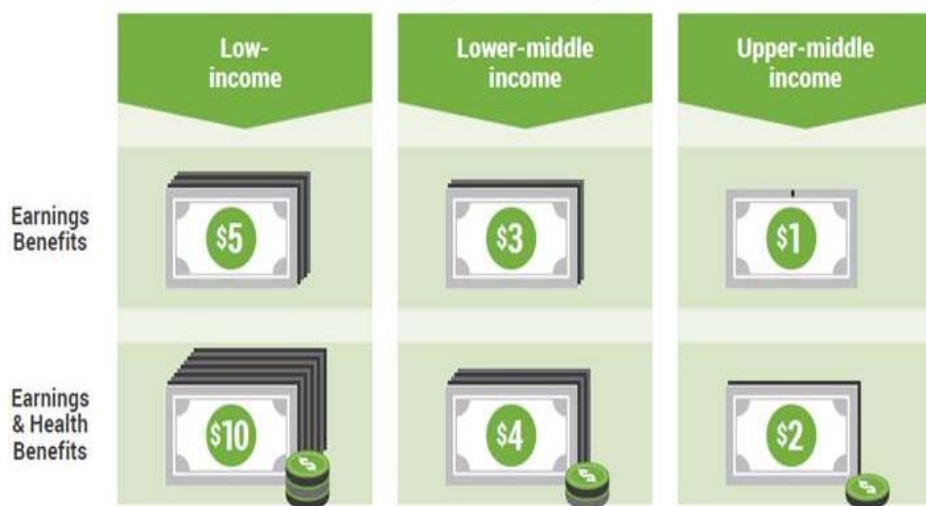 Low-
income
Lower-middle
income
Upper-middle
income
Earnings
Benefits
$5
$3
$1
Earnings
& Health
Benefits
$10
$4
$2